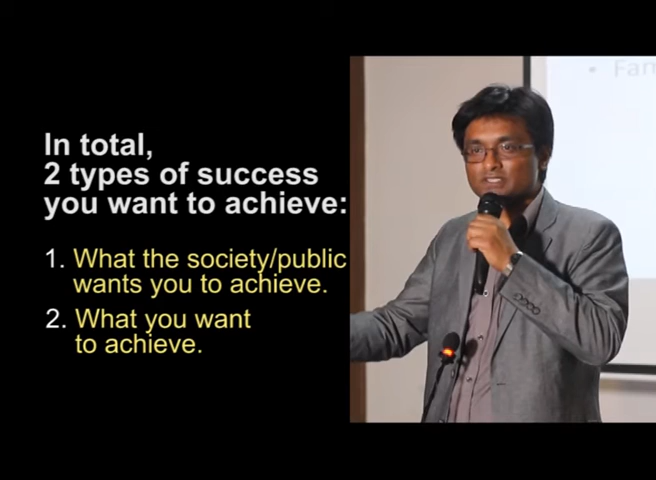 In total,
2 types of success
you want to achieve:
1. What the society/public
wants you to achieve.
2. What you want
to achieve.